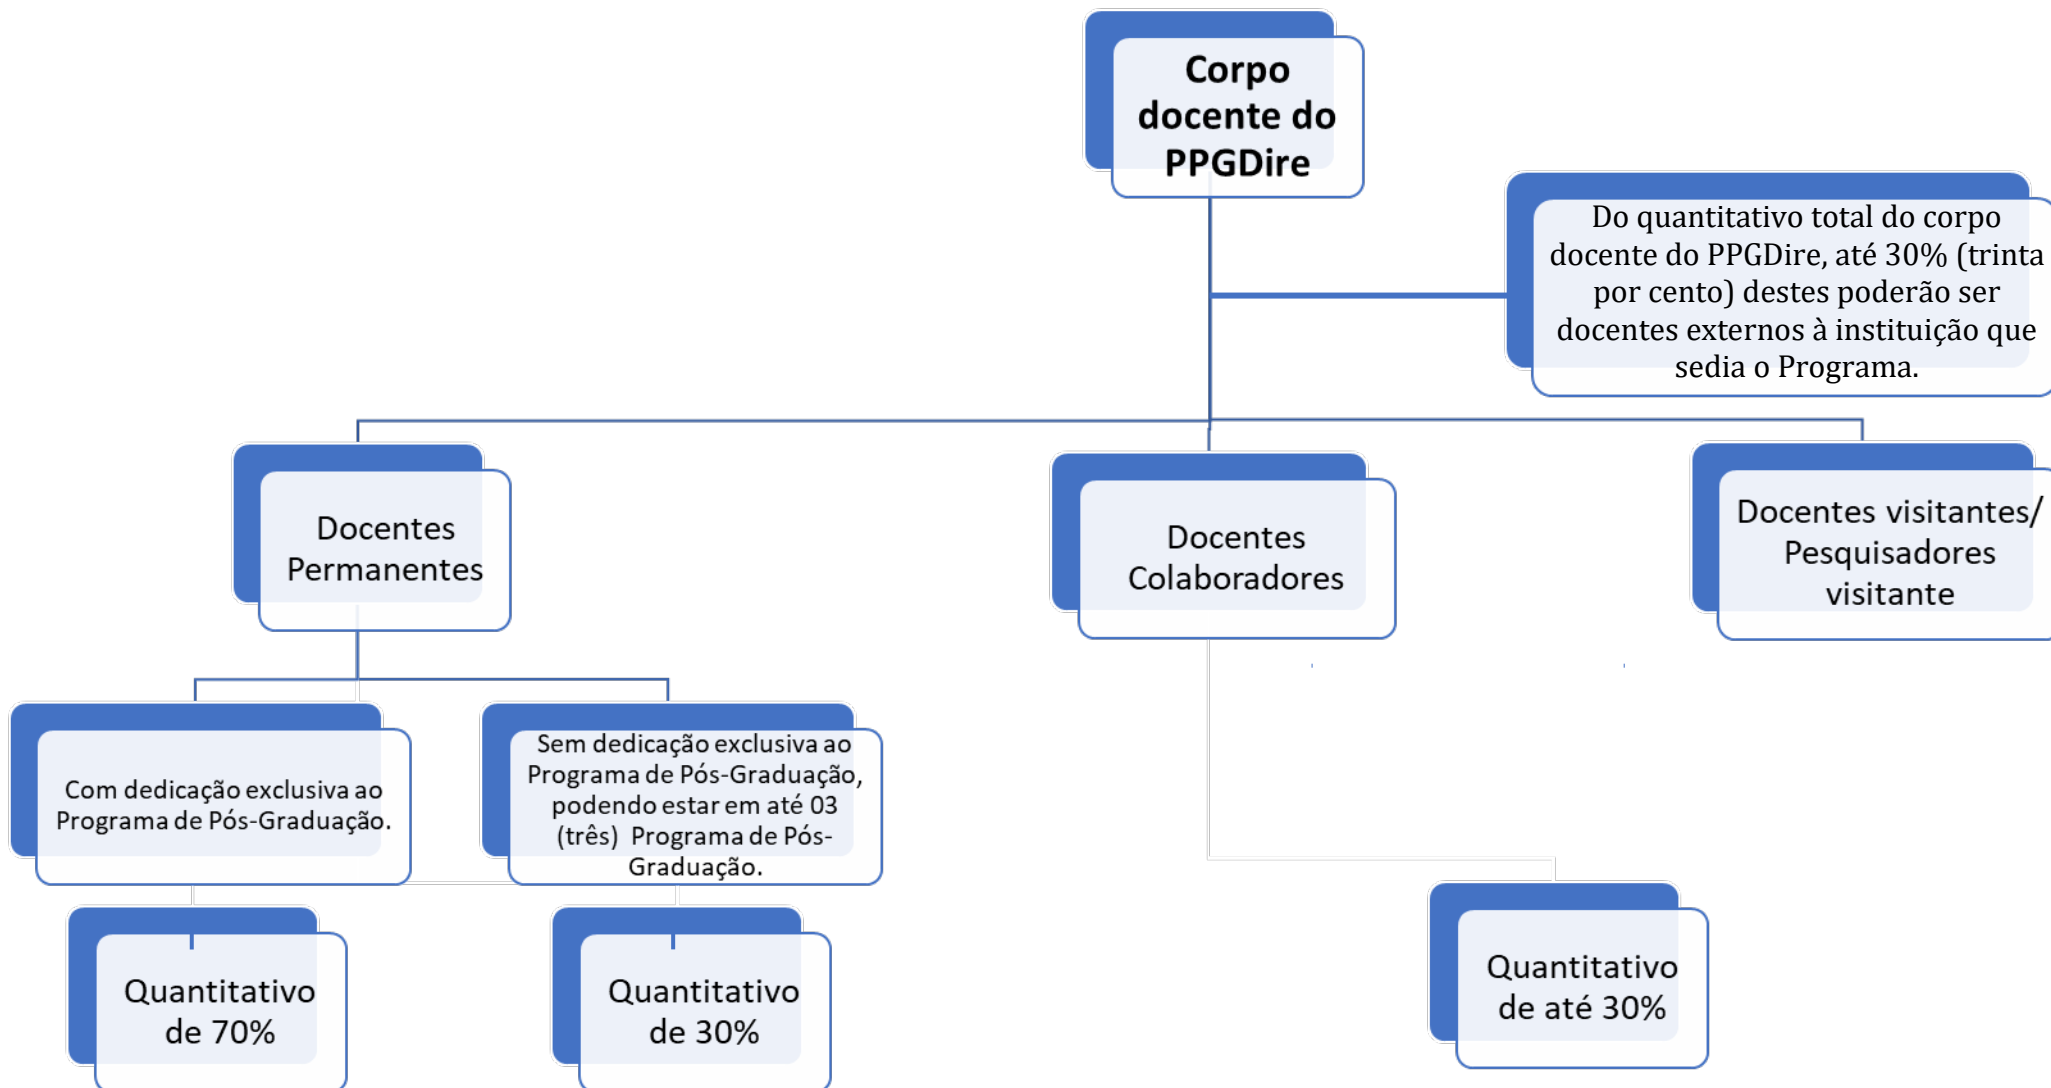 Corpo
docente do
PPGDire
Do quantitativo total do corpo
docente do PPGDire, até 30% (trinta
por cento) destes poderão ser
docentes externos à instituição que
sedia o Programa.
Docentes
Permanentes
Docentes
Colaboradores
Docentes visitantes/
Pesquisadores
visitante
Com dedicação exclusiva ao
Programa de Pós-Graduação.
Sem dedicação exclusiva ao
Programa de Pós-Graduação,
podendo estar em até 03
(três) Programa de Pós-
Graduação.
Quantitativo
de 70%
Quantitativo
de 30%
Quantitativo
de até 30%